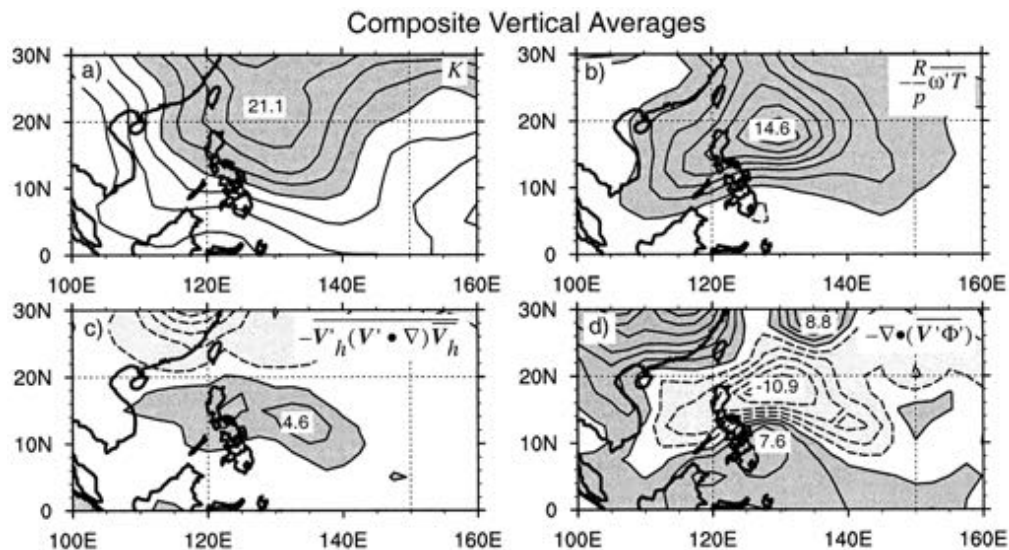 Composite Vertical Averages
30N
a)
K
20N
21.1
10N
0
100E 120E 140E 160E
30N
b)
-R/p ω'T'
20N
14.6
10N
0
100E 120E 140E 160E
30N
c)
-V'h(V' • ∇)Vh
20N
4.6
10N
0
100E 120E 140E 160E
30N
d)
8.8
-∇•(V'Φ')
20N
-10.9
10N
7.6
0
100E 120E 140E 160E